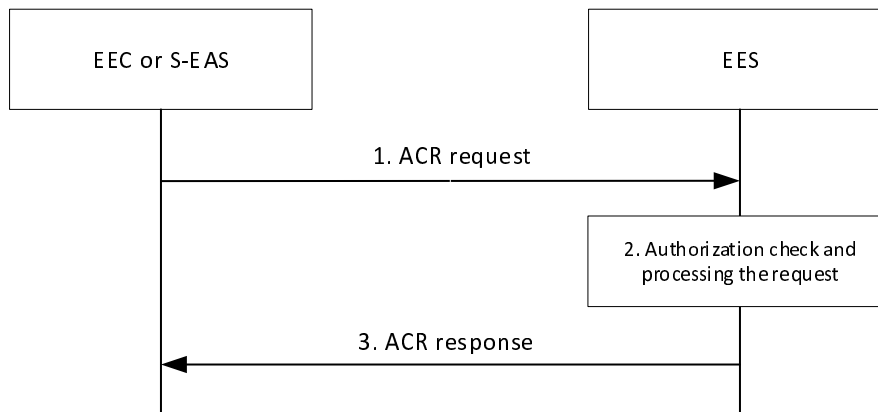 EEC or S-EAS
EES
1. ACR request
2. Authorization check and
processing the request
3. ACR response